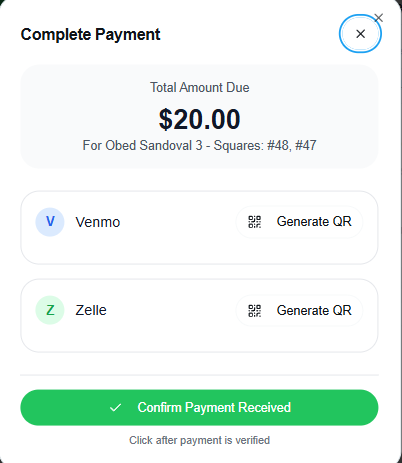 Complete Payment
Total Amount Due
$20.00
For Obed Sandoval 3 - Squares: #48, #47
V Venmo Generate QR
Z Zelle Generate QR
Confirm Payment Received
Click after payment is verified